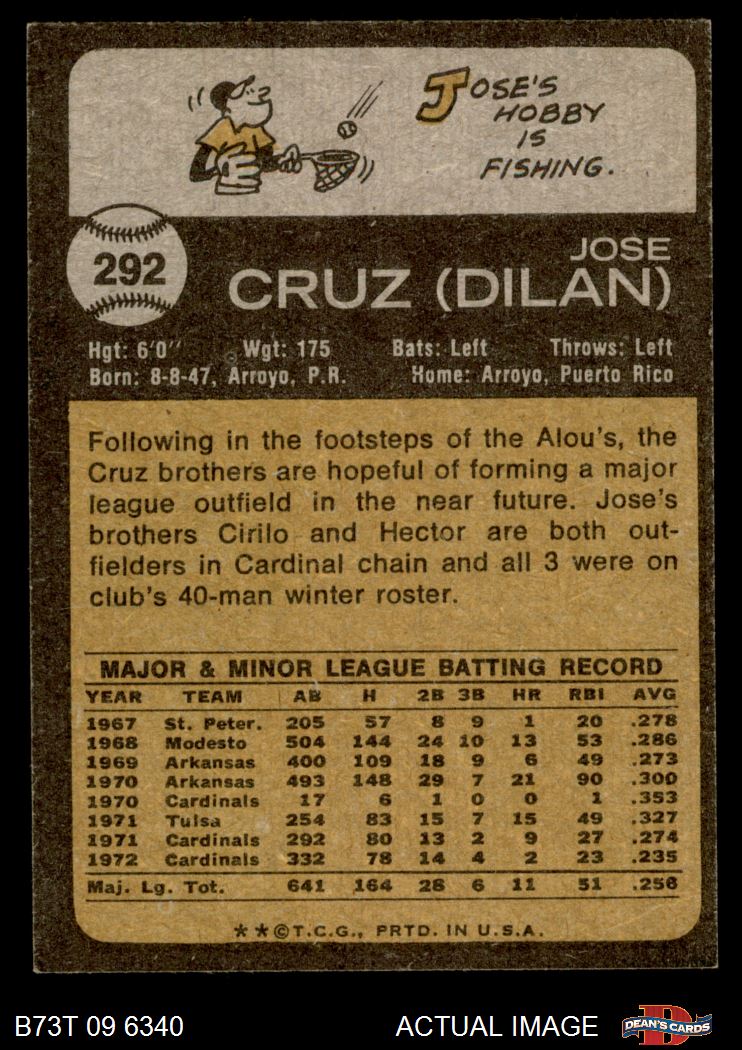 JOSE'S
HOBBY
IS
FISHING.
292
JOSE
CRUZ (DILAN)
Hgt: 6'0" Wgt: 175 Bats: Left Throws: Left
Born: 8-8-47, Arroyo, P.R. Home: Arroyo, Puerto Rico
Following in the footsteps of the Alou's, the
Cruz brothers are hopeful of forming a major
league outfield in the near future. Jose's
brothers Cirilo and Hector are both out-
fielders in Cardinal chain and all 3 were on
club's 40-man winter roster.
MAJOR & MINOR LEAGUE BATTING RECORD
YEAR TEAM AB H 2B 3B HR RBI AVG
1967 St. Peter. 205 57 8 9 1 20 .278
1968 Modesto 504 144 24 10 13 53 .286
1969 Arkansas 400 109 18 9 6 49 .273
1970 Arkansas 493 148 29 7 21 90 .300
1970 Cardinals 17 6 1 0 0 1 .353
1971 Tulsa 254 83 15 7 15 49 .327
1971 Cardinals 292 80 13 2 9 27 .274
1972 Cardinals 332 78 14 4 2 23 .235
Maj. Lg. Tot. 641 164 28 6 11 51 .256
**©T.C.G., PRTD. IN U.S.A.
B73T 09 6340 ACTUAL IMAGE D DEAN'S CARDS